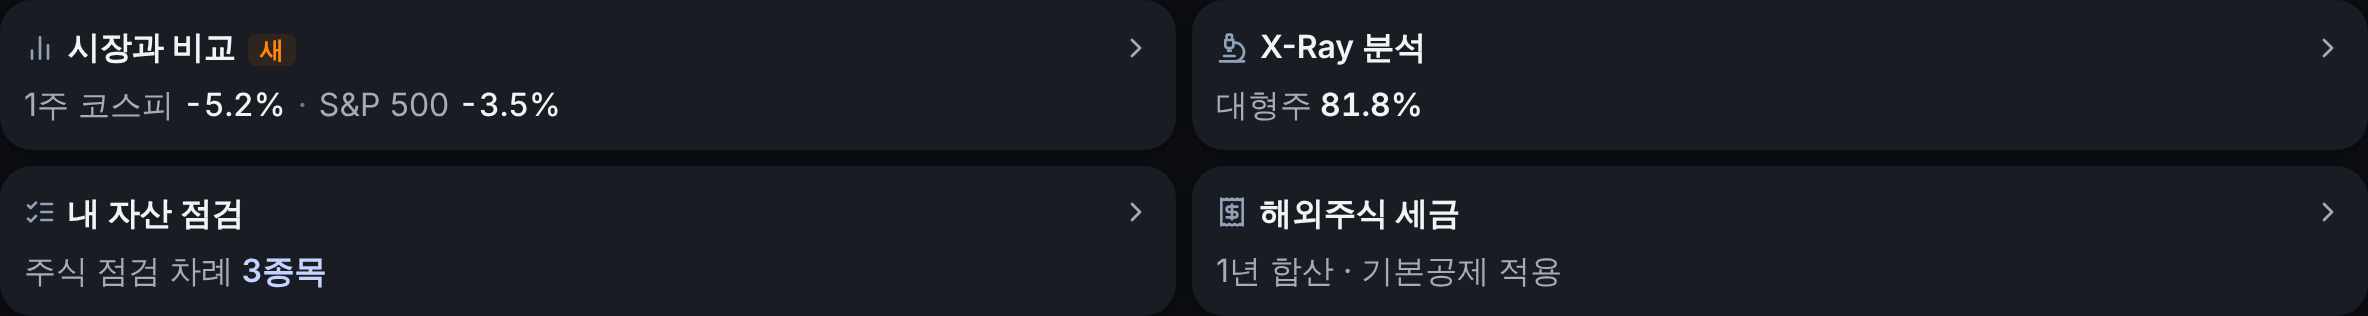 시장과 비교 새
1주 코스피 -5.2% · S&P 500 -3.5%
X-Ray 분석
대형주 81.8%
내 자산 점검
주식 점검 차례 3종목
해외주식 세금
1년 합산 · 기본공제 적용